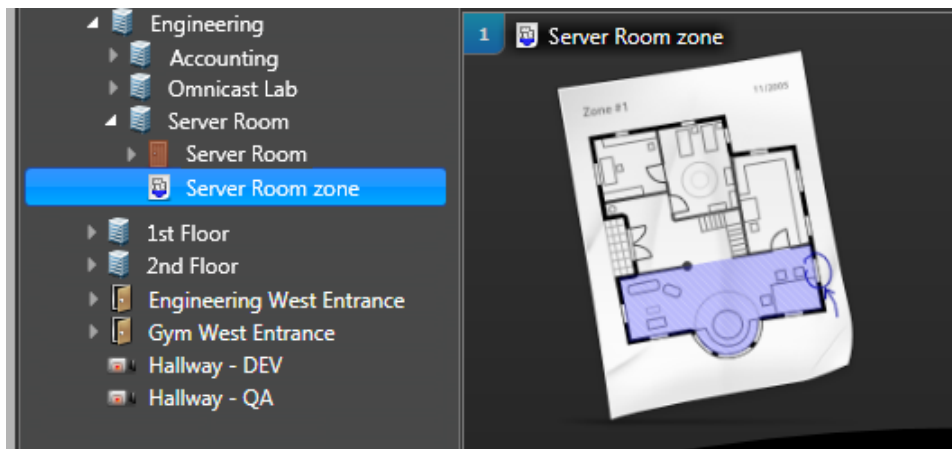 Engineering
Accounting
Omnicast Lab
Server Room
Server Room
Server Room zone
1st Floor
2nd Floor
Engineering West Entrance
Gym West Entrance
Hallway - DEV
Hallway - QA
1 Server Room zone
Zone #1 11/2005